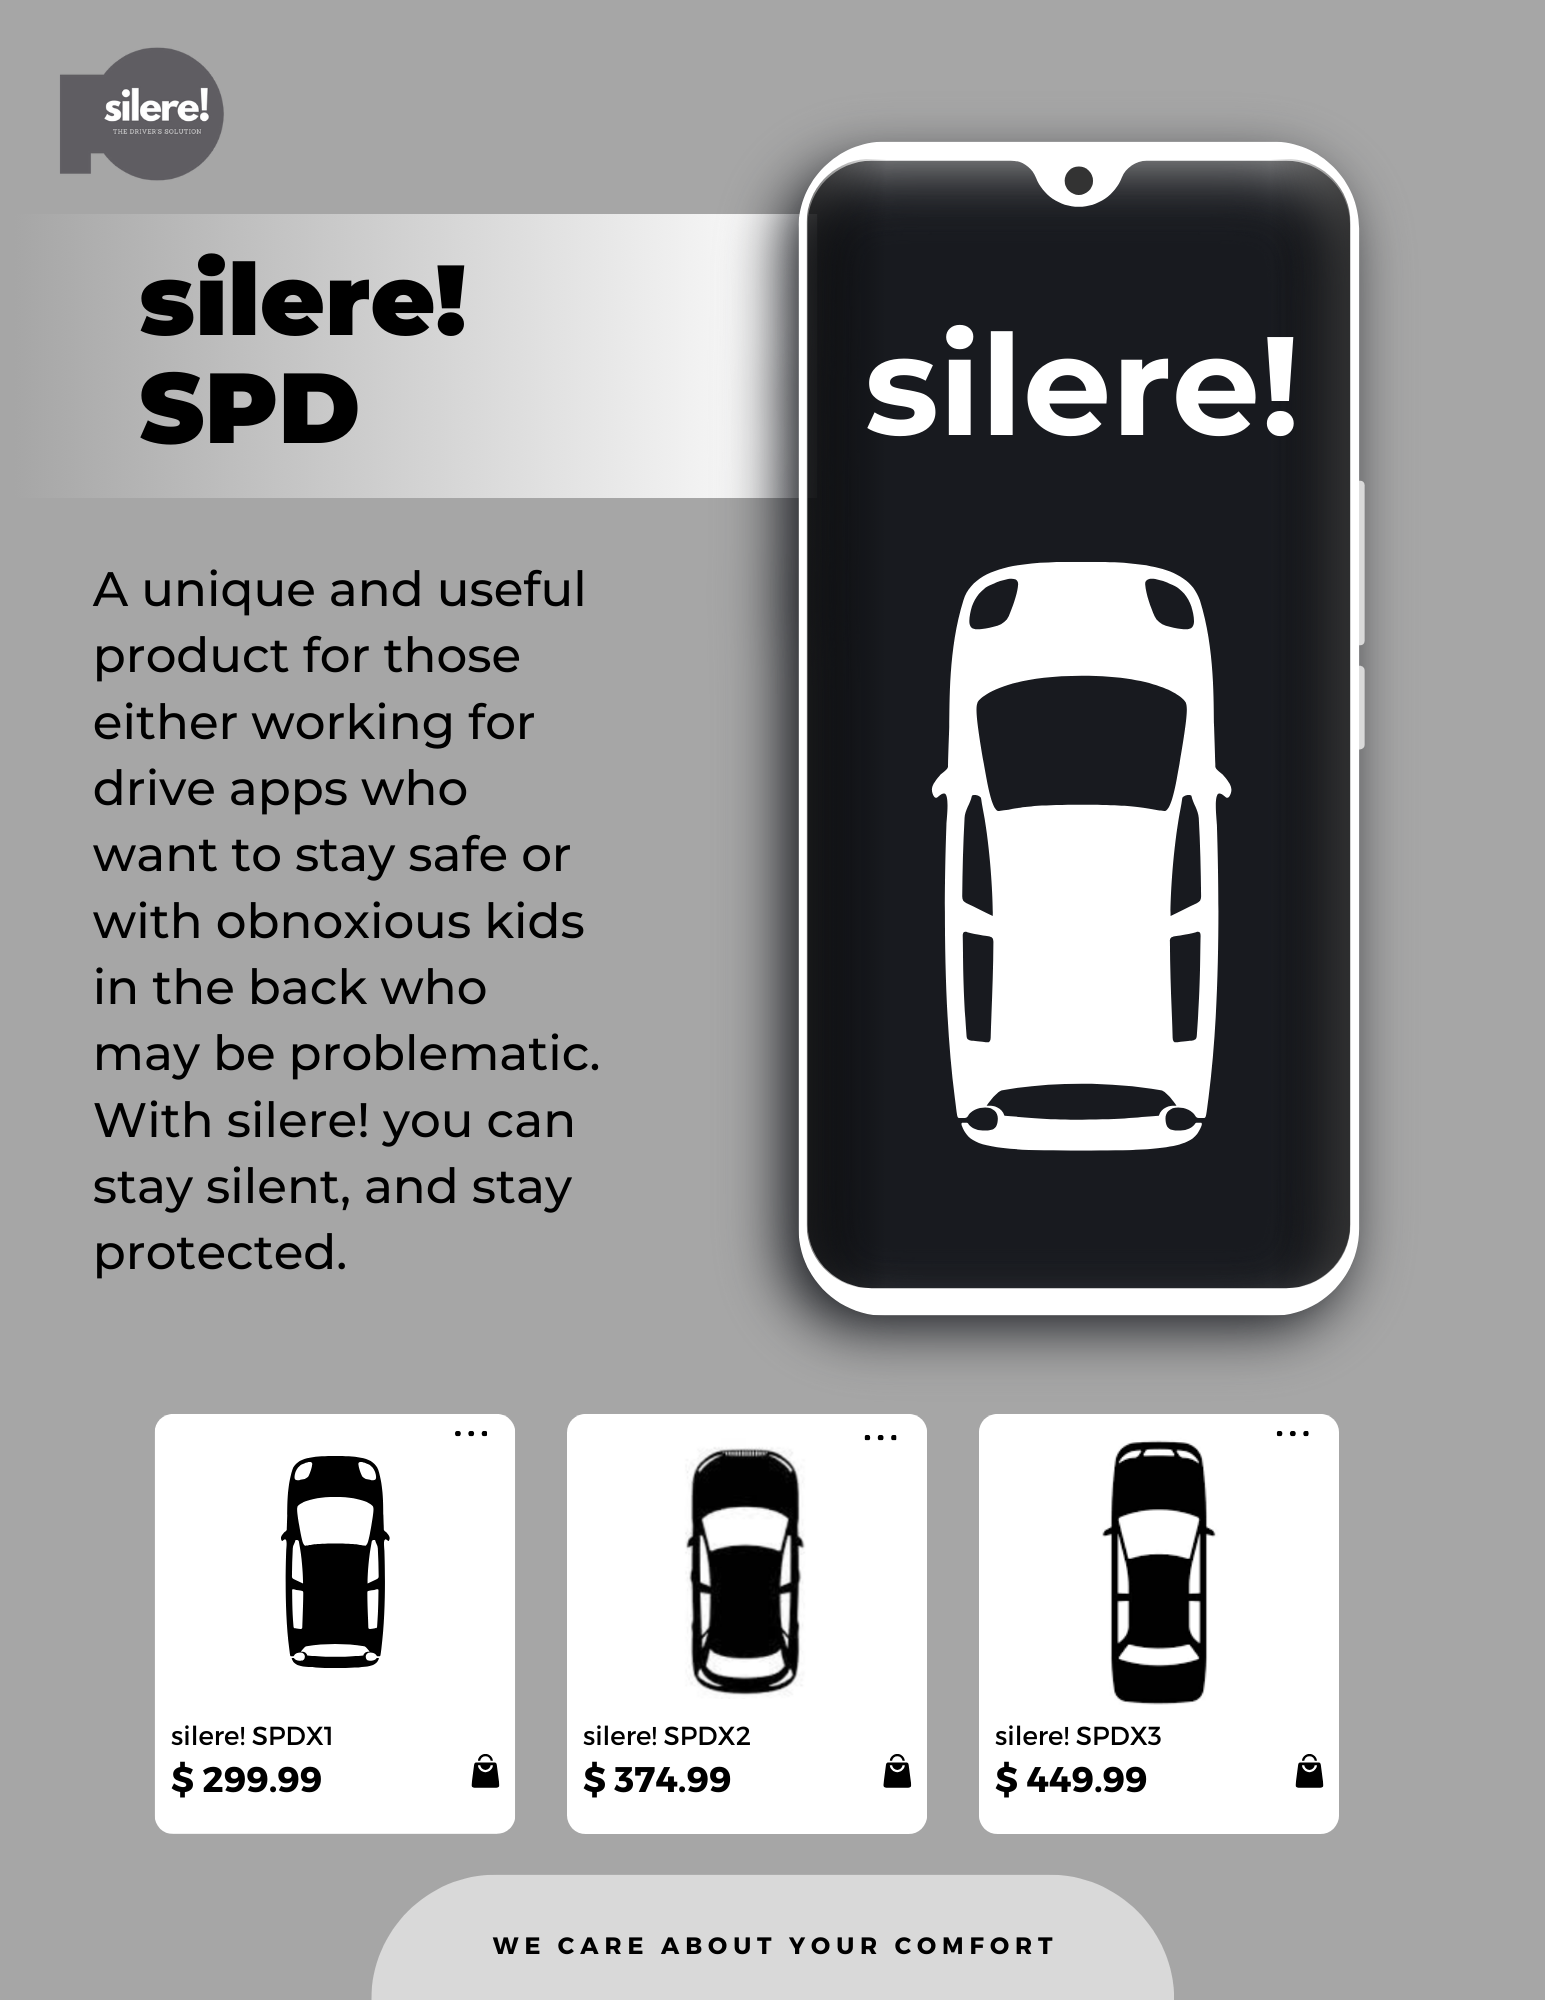 silere!
THE DRIVER'S SOLUTION
silere!
SPD
silere!
A unique and useful
product for those
either working for
drive apps who
want to stay safe or
with obnoxious kids
in the back who
may be problematic.
With silere! you can
stay silent, and stay
protected.
silere! SPDX1
$ 299.99
silere! SPDX2
$ 374.99
silere! SPDX3
$ 449.99
WE CARE ABOUT YOUR COMFORT